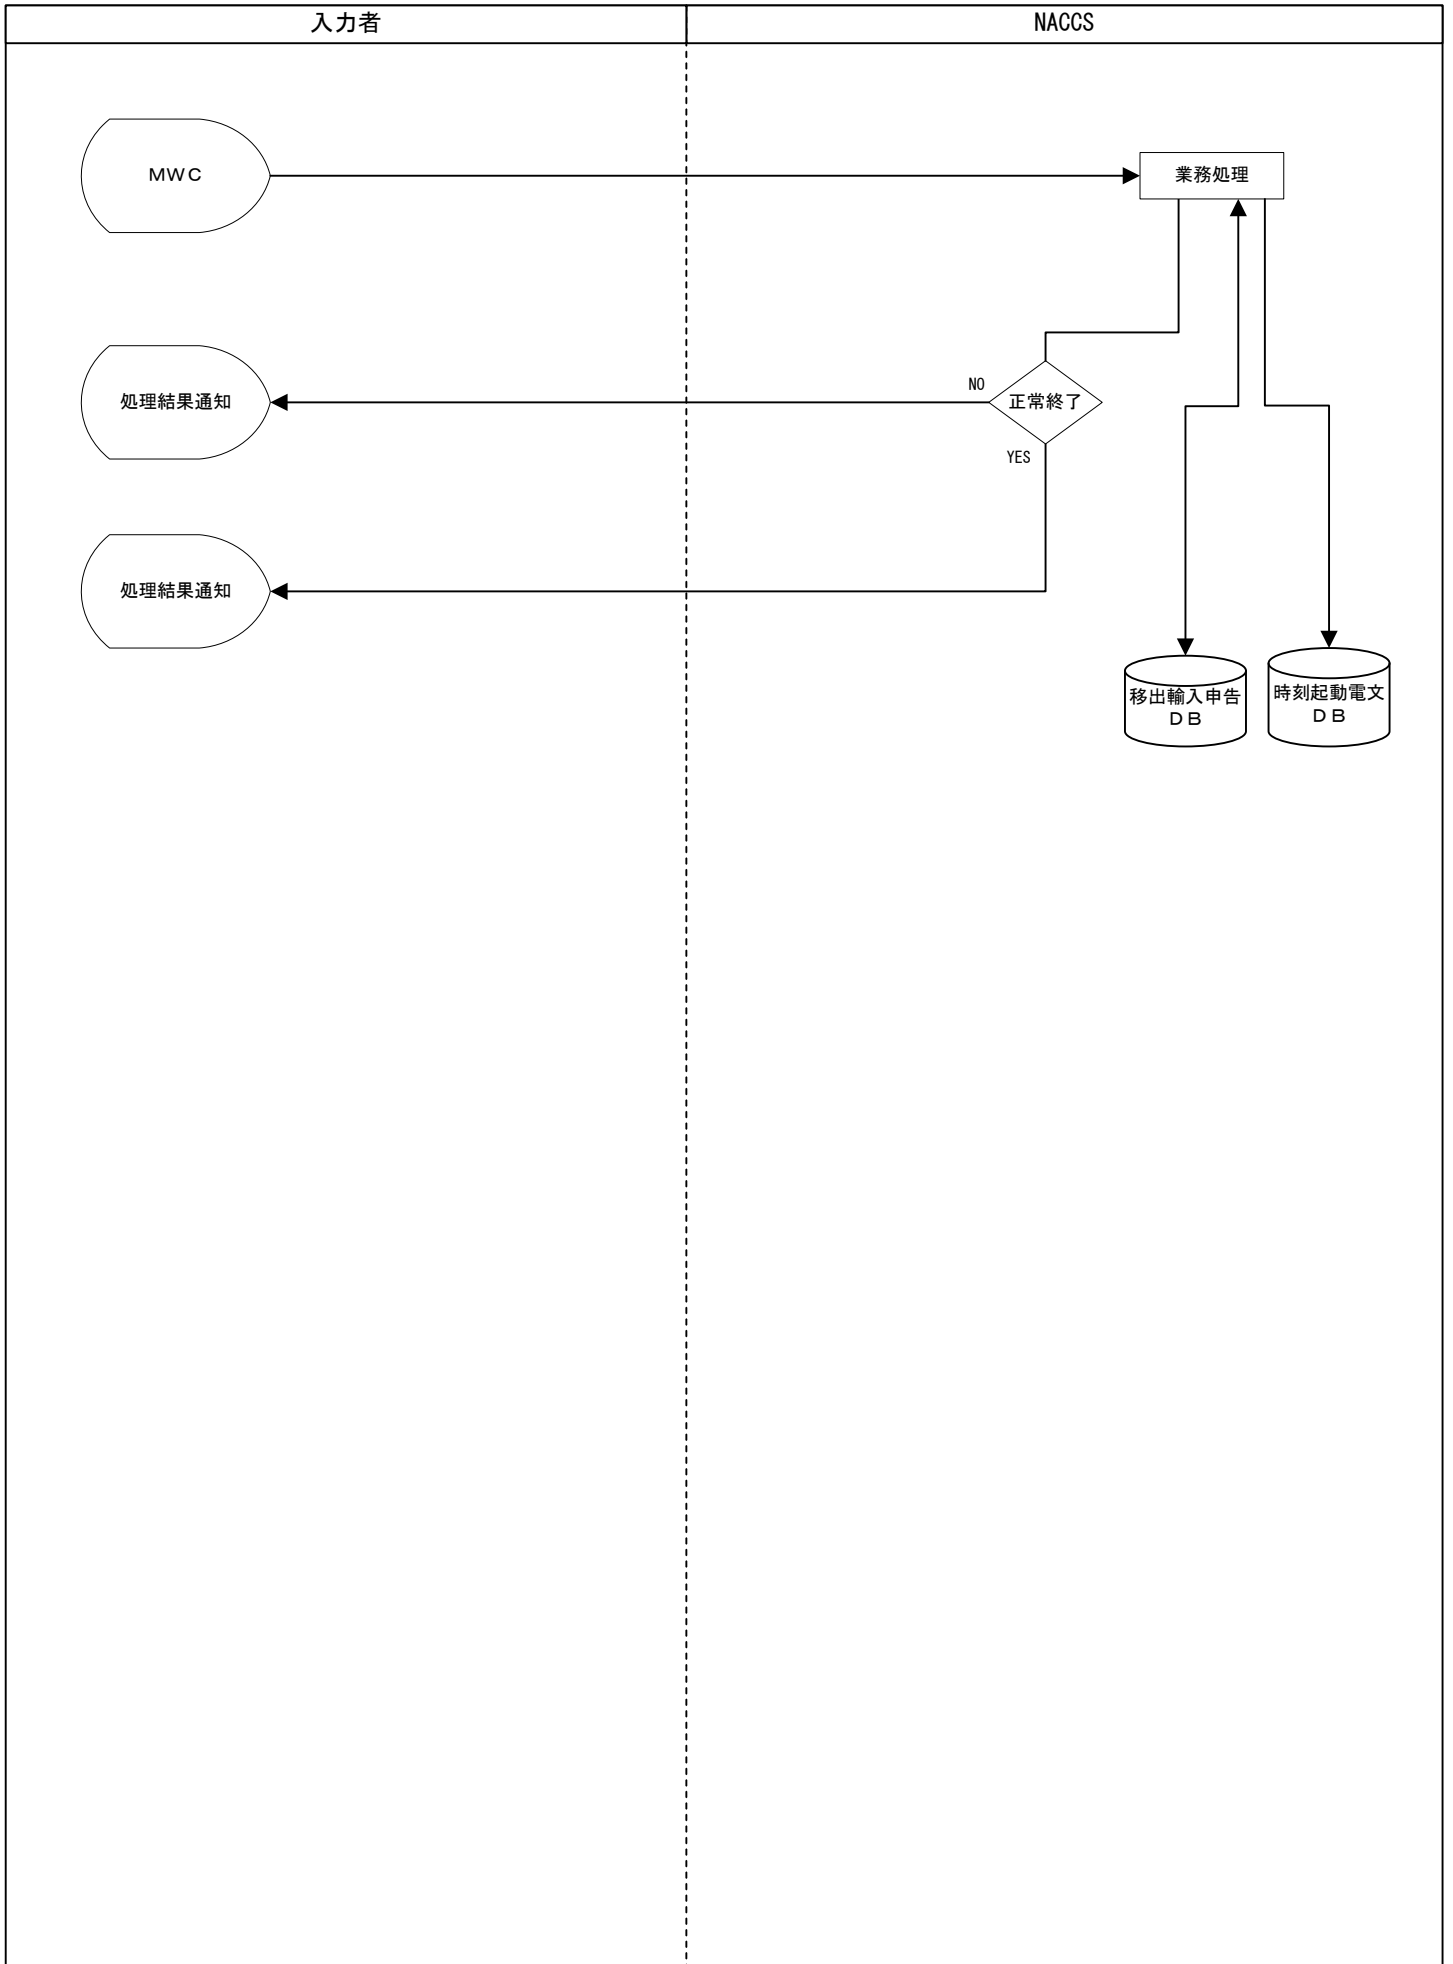 入力者
NACCS
ＭＷＣ
業務処理
処理結果通知
NO
正常終了
YES
処理結果通知
移出輸入申告
ＤＢ
時刻起動電文
ＤＢ